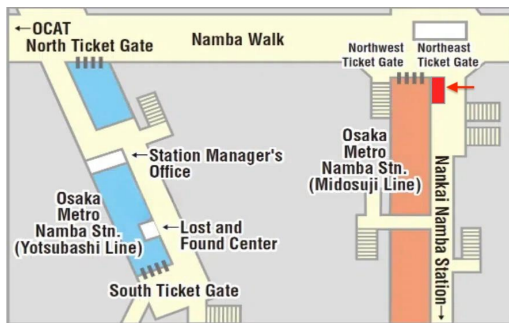 ←OCAT
North Ticket Gate
Namba Walk
Northwest
Ticket Gate
Northeast
Ticket Gate
←Station Manager's
Office
Osaka
Metro
Namba Stn.
(Midosuji Line)
Osaka
Metro
Namba Stn.
(Yotsubashi Line)
←Lost and
Found Center
South Ticket Gate
Nankai Namba Station→